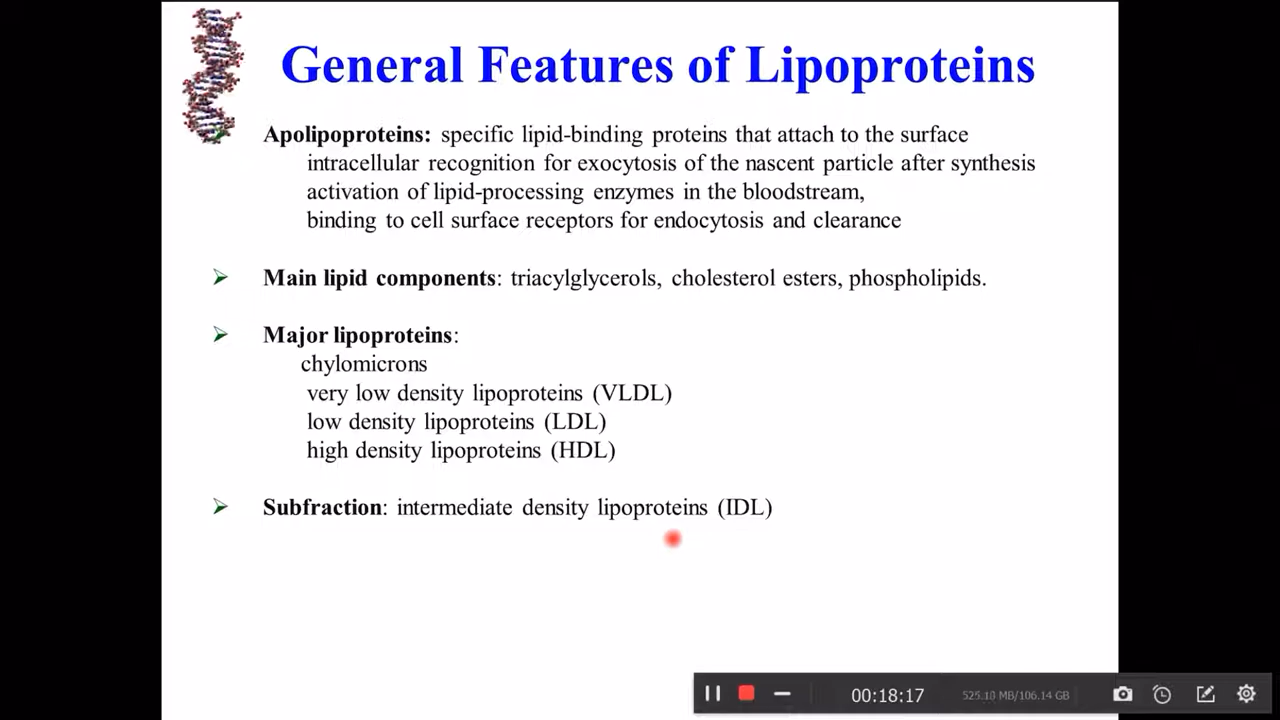 General Features of Lipoproteins
Apolipoproteins: specific lipid-binding proteins that attach to the surface
intracellular recognition for exocytosis of the nascent particle after synthesis
activation of lipid-processing enzymes in the bloodstream,
binding to cell surface receptors for endocytosis and clearance
Main lipid components: triacylglycerols, cholesterol esters, phospholipids.
Major lipoproteins:
chylomicrons
very low density lipoproteins (VLDL)
low density lipoproteins (LDL)
high density lipoproteins (HDL)
Subfraction: intermediate density lipoproteins (IDL)
00:18:17 525.10 MB/106.14 GB